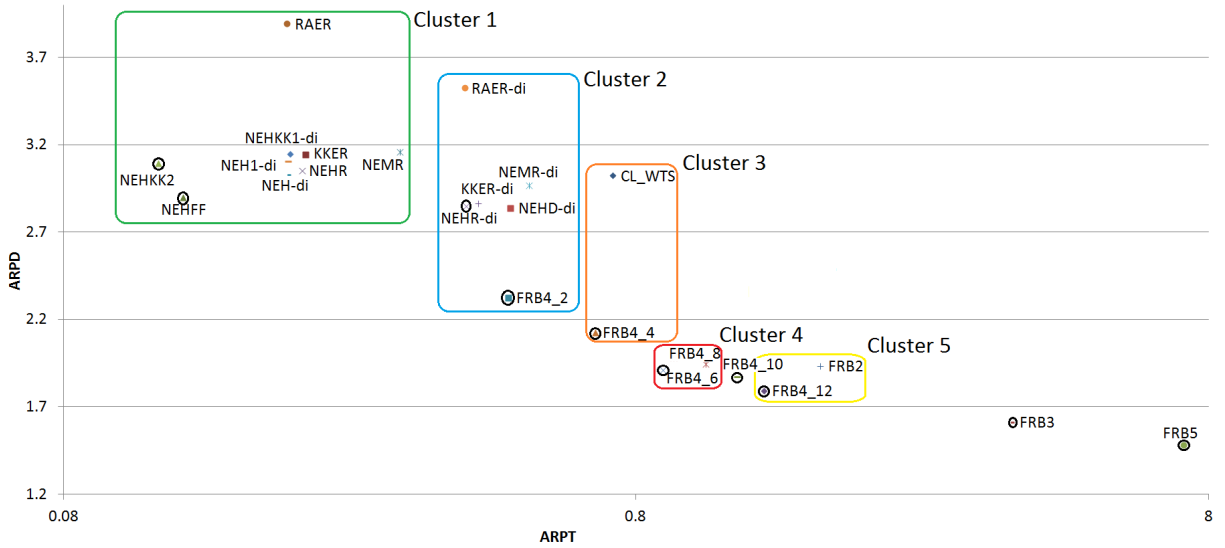 Cluster 1
RAER
3.7
Cluster 2
RAER-di
3.2
NEHKK1-di
KKER
NEH1-di
NEHR
NEMR
NEH-di
NEHKK2
NEHFF
Cluster 3
NEMR-di
CL_WTS
KKER-di
NEHD-di
NEHR-di
2.7
ARPD
FRB4_2
2.2
FRB4_4
Cluster 4
Cluster 5
FRB4_8
FRB4_10
FRB2
FRB4_6
FRB4_12
1.7
FRB3
FRB5
1.2
0.08
0.8
8
ARPT